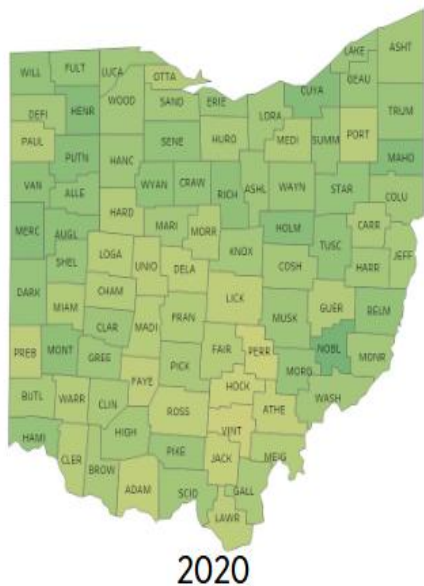 LAKE ASHT
WILL FULT LUCA OTTA CUYA GEAU
HENR WOOD SAND ERIE LORA TRUM
DEFI MEDI SUMM PORT
PAUL SENE HURO MAHO
PUTN HANC
VAN ALLE WYAN CRAW RICH ASHL WAYN STAR COLU
HARD MARI HOLM CARR
MERC AUGL MORR TUSC JEFF
SHEL LOGA UNIO KNOX COSH HARR
DELA
DARK CHAM LICK GUER
MIAM MADI FRAN MUSK BELM
CLAR
PREB MONT GREE FAIR PERR NOBL MONR
PICK MORG
FAYE HOCK WASH
BUTL WARR CLIN ROSS ATHE
HAMI HIGH VINT
CLER PIKE JACK MEIG
BROW ADAM SCIO GALL
LAWR
2020